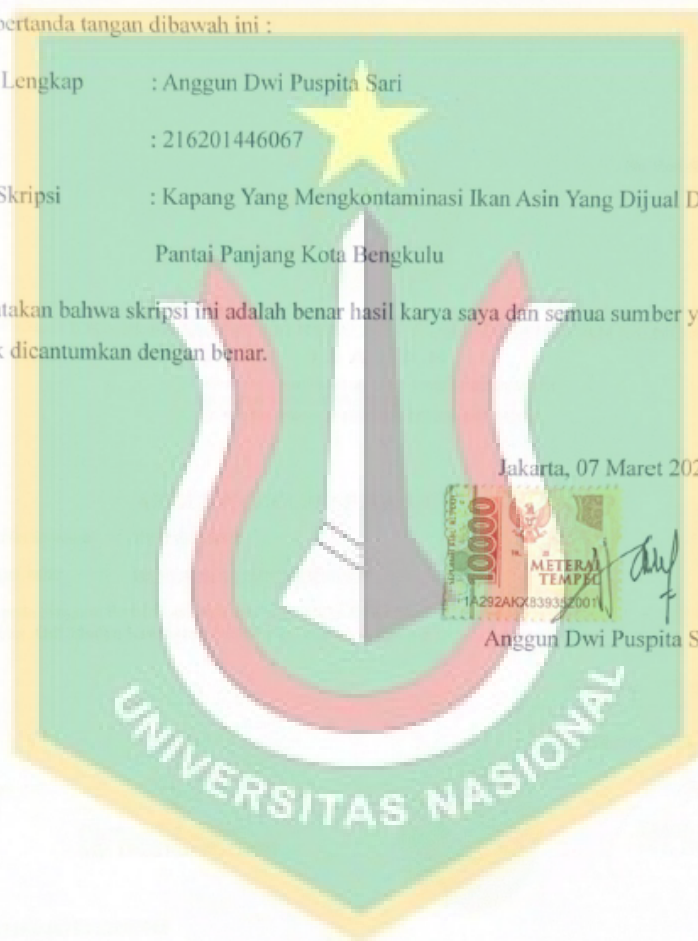 bertanda tangan dibawah ini :
Lengkap : Anggun Dwi Puspita Sari
: 216201446067
Skripsi : Kapang Yang Mengkontaminasi Ikan Asin Yang Dijual D
Pantai Panjang Kota Bengkulu
takan bahwa skripsi ini adalah benar hasil karya saya dan semua sumber y
k dicantumkan dengan benar.
Jakarta, 07 Maret 202
10000
METERAI
TEMPEL
Anggun Dwi Puspita S
UNIVERSITAS NASIONAL